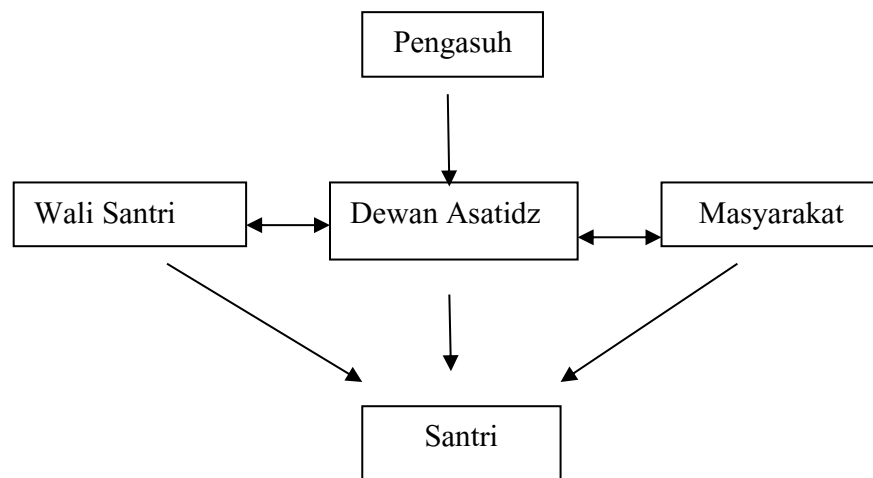 Pengasuh
Wali Santri
Dewan Asatidz
Masyarakat
Santri